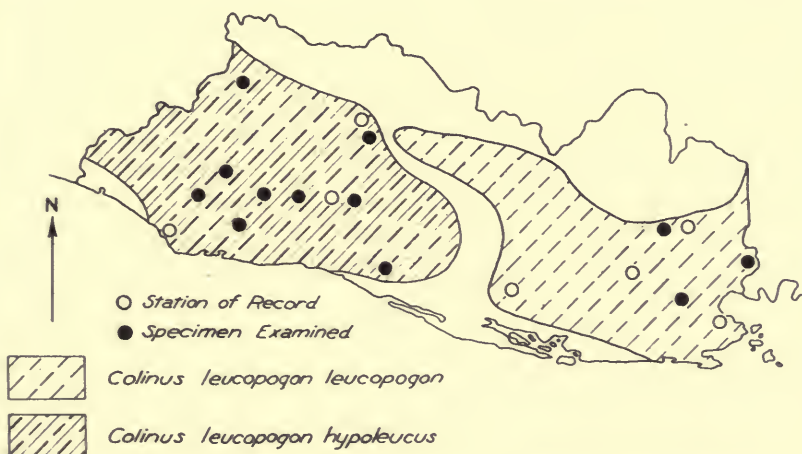 N
Station of Record
Specimen Examined
Colinus leucopogon leucopogon
Colinus leucopogon hypoleucus